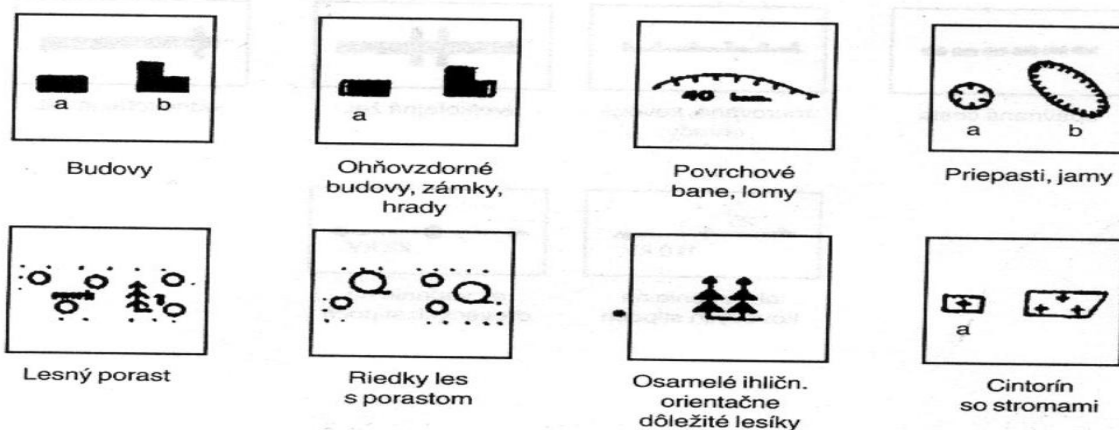 a b
Budovy
a
Ohňovzdorné
budovy, zámky,
hrady
40
Povrchové
bane, lomy
a b
Priepasti, jamy
Lesný porast
Riedky les
s porastom
Osamelé ihličn.
orientačne
dôležité lesíky
a
Cintorín
so stromami